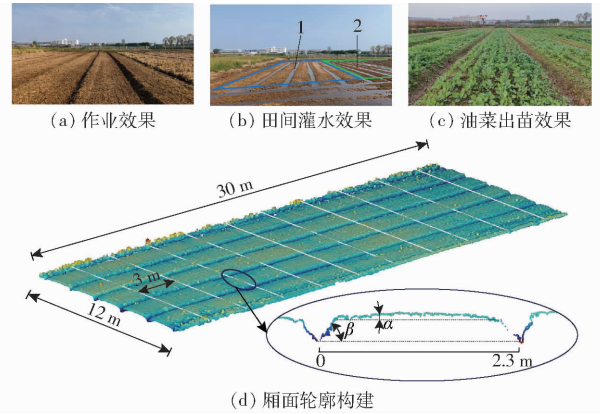 1
2
(a) 作业效果
(b) 田间灌水效果
(c) 油菜出苗效果
30 m
3 m
12 m
β
α
0
2.3 m
(d) 厢面轮廓构建